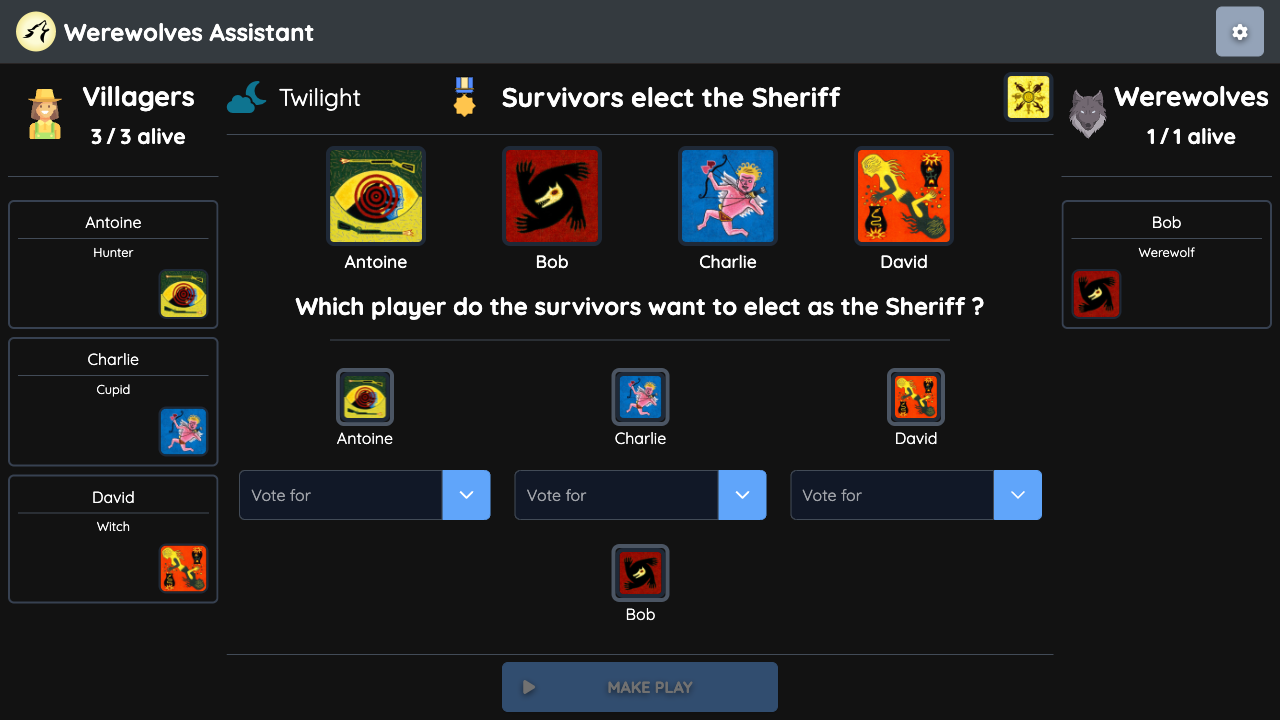 Werewolves Assistant
Villagers
3 / 3 alive
Twilight
Survivors elect the Sheriff
Werewolves
1 / 1 alive
Antoine
Hunter
Charlie
Cupid
David
Witch
Antoine
Bob
Charlie
David
Which player do the survivors want to elect as the Sheriff ?
Antoine
Charlie
David
Vote for
Vote for
Vote for
Bob
MAKE PLAY
Bob
Werewolf